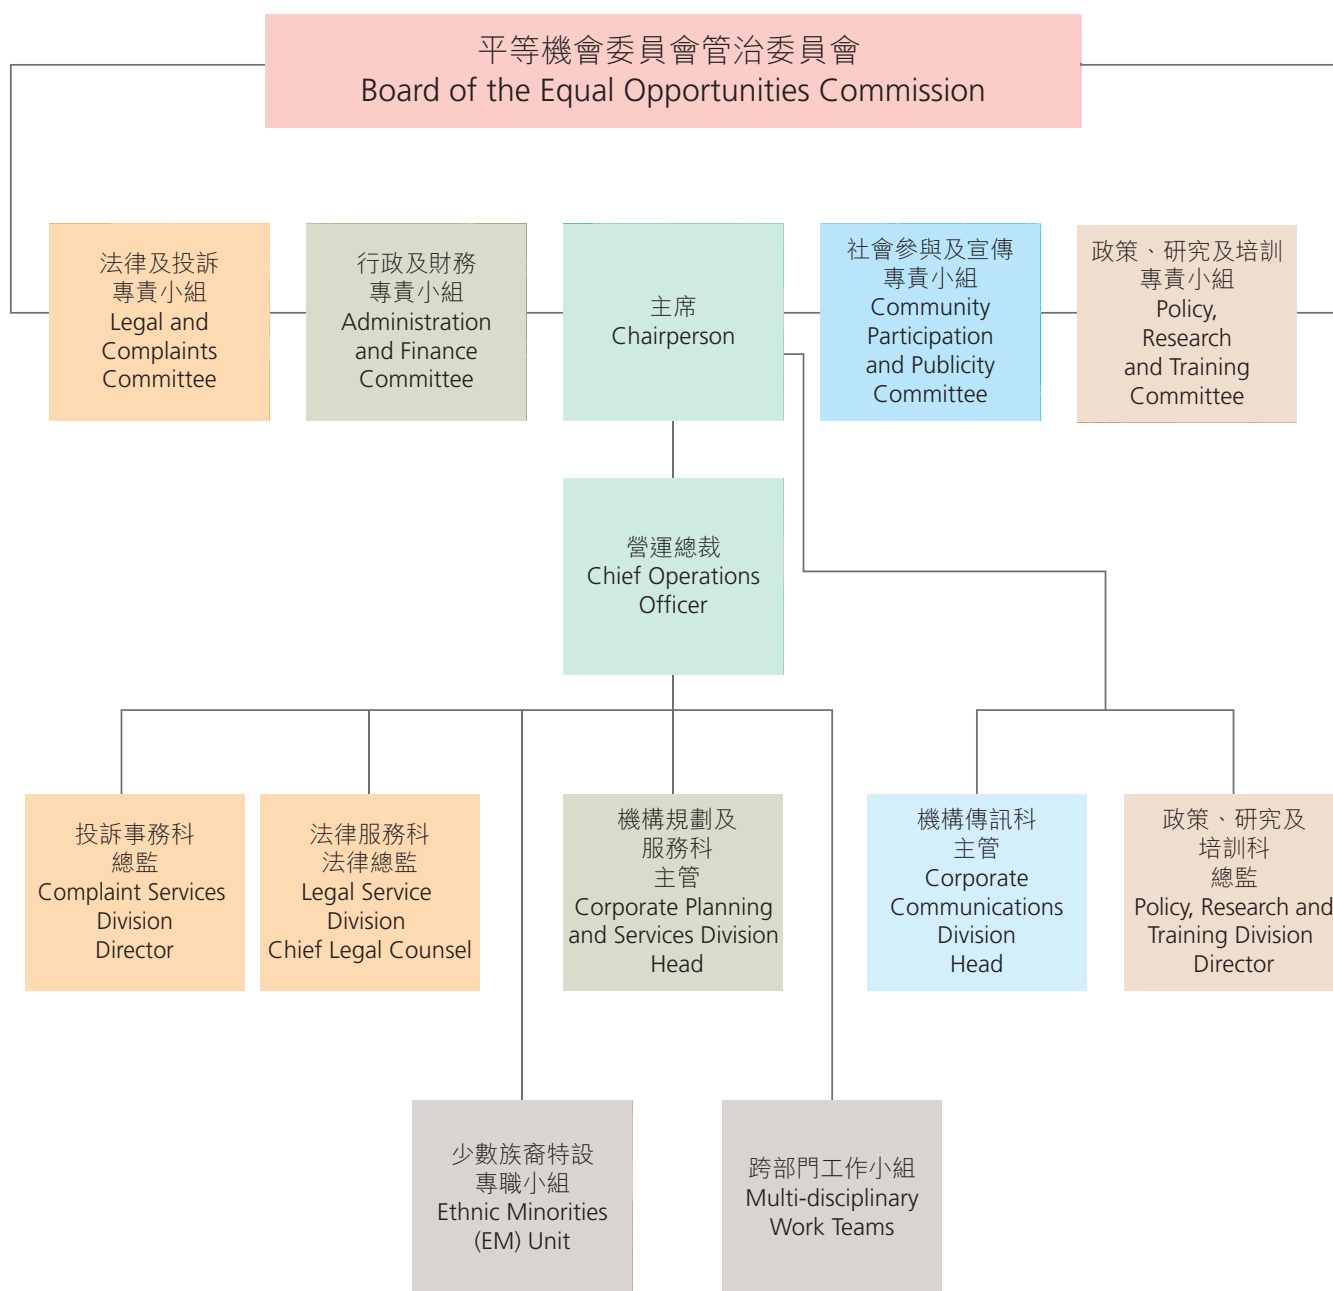 平等機會委員會管治委員會
Board of the Equal Opportunities Commission
法律及投訴
專責小組
Legal and
Complaints
Committee
行政及財務
專責小組
Administration
and Finance
Committee
主席
Chairperson
社會參與及宣傳
專責小組
Community
Participation
and Publicity
Committee
政策、研究及培訓
專責小組
Policy,
Research
and Training
Committee
營運總裁
Chief Operations
Officer
投訴事務科
總監
Complaint Services
Division
Director
法律服務科
法律總監
Legal Service
Division
Chief Legal Counsel
機構規劃及
服務科
主管
Corporate Planning
and Services Division
Head
機構傳訊科
主管
Corporate
Communications
Division
Head
政策、研究及
培訓科
總監
Policy, Research and
Training Division
Director
少數族裔特設
專職小組
Ethnic Minorities
(EM) Unit
跨部門工作小組
Multi-disciplinary
Work Teams